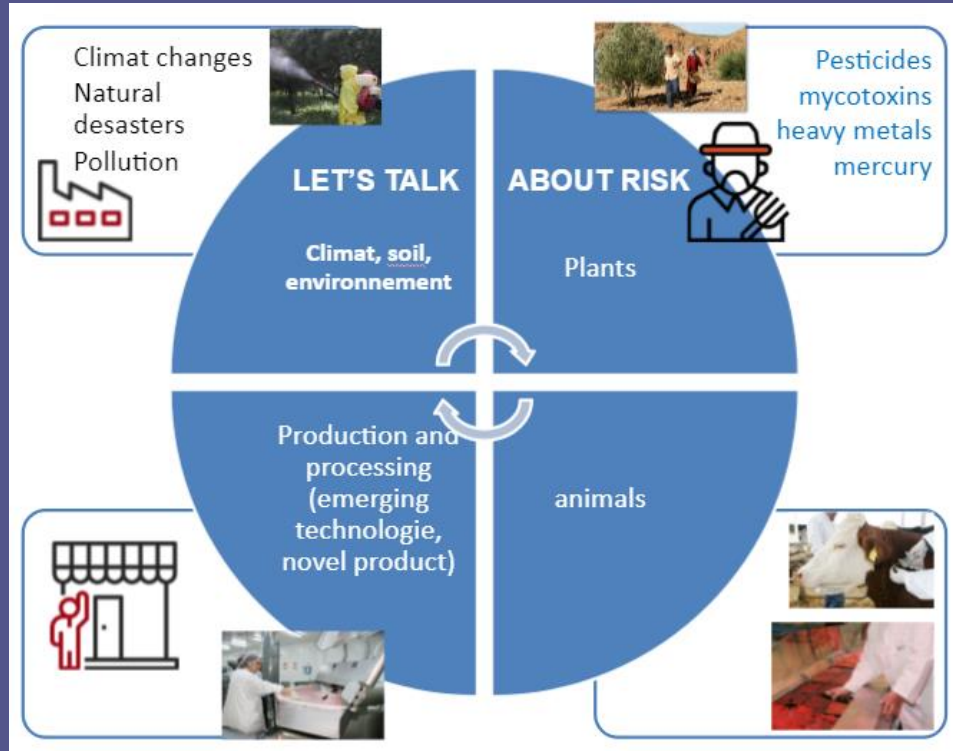 Climat changes
Natural
desasters
Pollution
Pesticides
mycotoxins
heavy metals
mercury
LET'S TALK
ABOUT RISK
Climat, soil,
environnement
Plants
Production and
processing
(emerging
technologie,
novel product)
animals